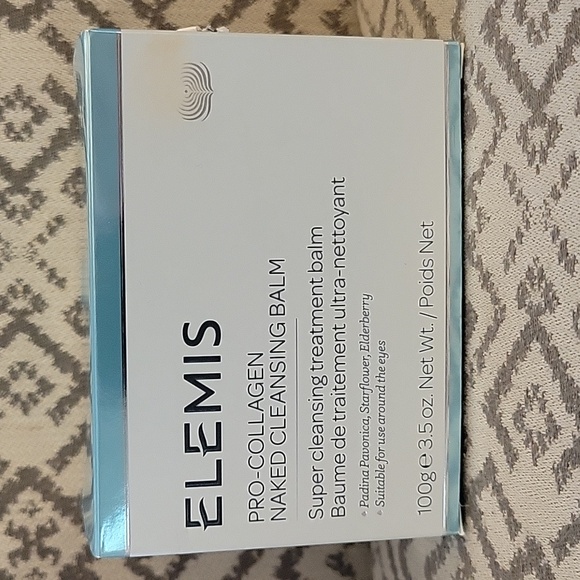 ELEMIS
PRO-COLLAGEN
NAKED CLEANSING BALM
Super cleansing treatment balm
Baume de traitement ultra-nettoyant
* Padina Pavonica, Starflower, Elderberry
* Suitable for use around the eyes
100g ℮ 3.5 oz. Net Wt. / Poids Net